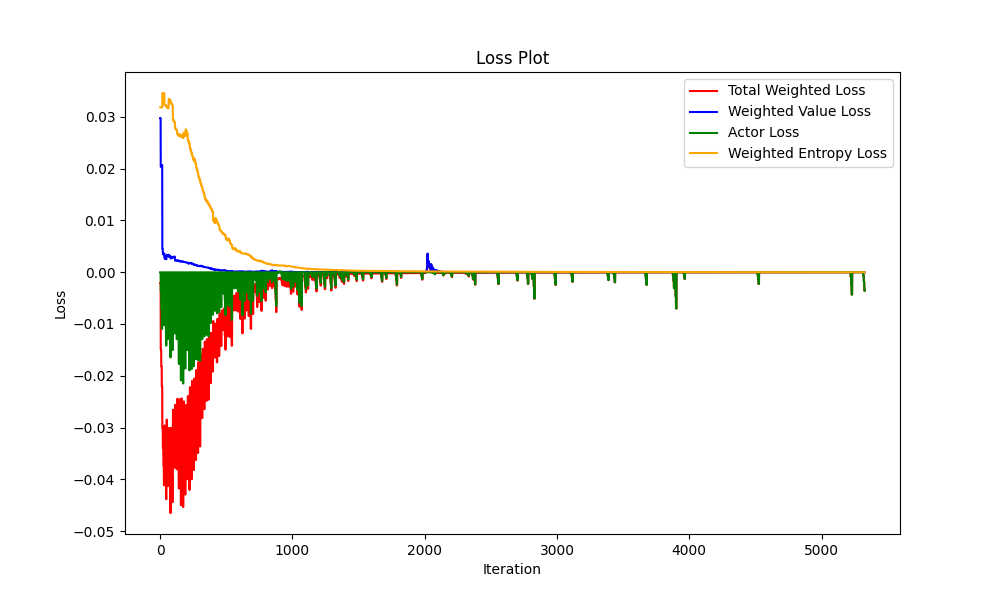 Loss Plot
Total Weighted Loss
Weighted Value Loss
Actor Loss
Weighted Entropy Loss
0.03
0.02
0.01
0.00
−0.01
−0.02
−0.03
−0.04
−0.05
Loss
0 1000 2000 3000 4000 5000
Iteration